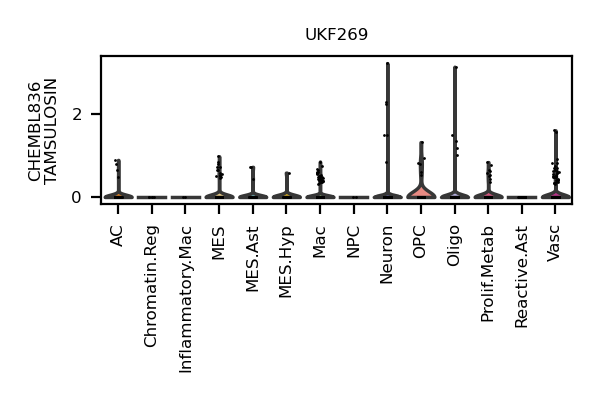 UKF269
CHEMBL836
TAMSULOSIN
2
0
AC
Chromatin.Reg
Inflammatory.Mac
MES
MES.Ast
MES.Hyp
Mac
NPC
Neuron
OPC
Oligo
Prolif.Metab
Reactive.Ast
Vasc